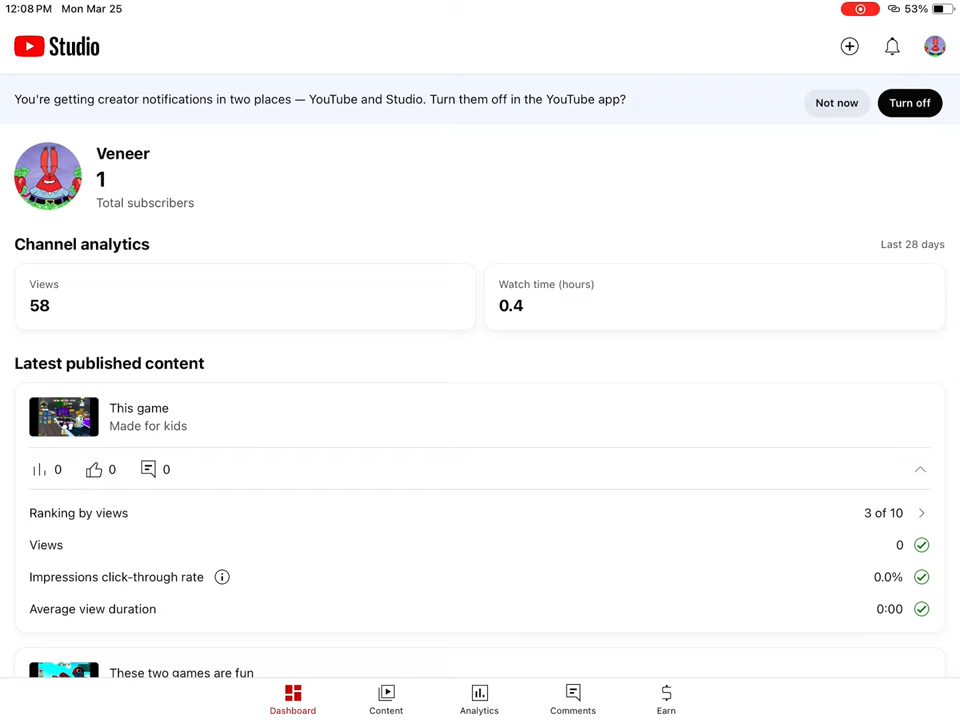 12:08 PM Mon Mar 25
53%
Studio
You're getting creator notifications in two places — YouTube and Studio. Turn them off in the YouTube app?
Not now
Turn off
Veneer
1
Total subscribers
Channel analytics
Last 28 days
Views
58
Watch time (hours)
0.4
Latest published content
This game
Made for kids
0 0 0
Ranking by views 3 of 10
Views 0
Impressions click-through rate 0.0%
Average view duration 0:00
These two games are fun
Dashboard
Content
Analytics
Comments
Earn